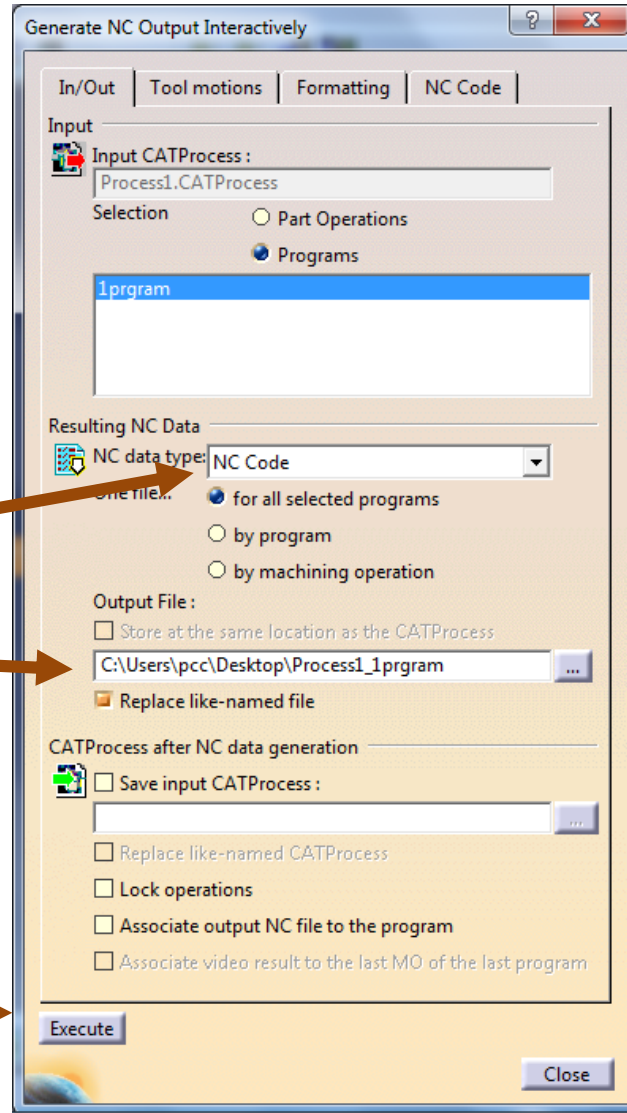 Generate NC Output Interactively
In/Out Tool motions Formatting NC Code
Input
Input CATProcess :
Process1.CATProcess
Selection Part Operations
Programs
1prgram
Resulting NC Data
NC data type: NC Code
One file... for all selected programs
by program
by machining operation
Output File :
Store at the same location as the CATProcess
C:\Users\pcc\Desktop\Process1_1prgram ...
Replace like-named file
CATProcess after NC data generation
Save input CATProcess :
...
Replace like-named CATProcess
Lock operations
Associate output NC file to the program
Associate video result to the last MO of the last program
Execute
Close